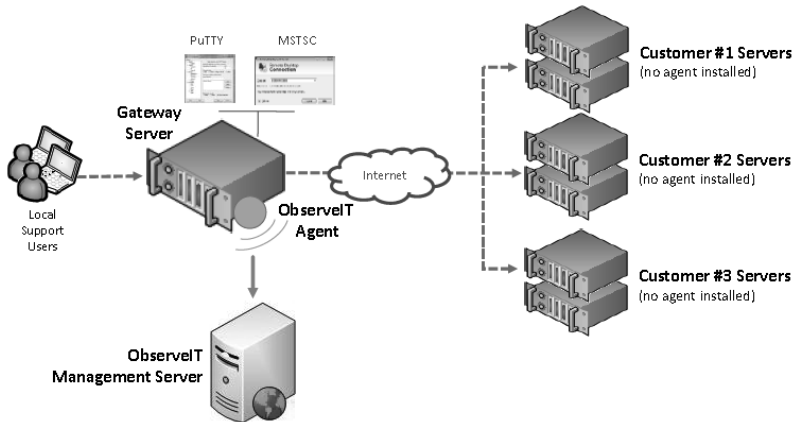 PuTTY
MSTSC
Gateway
Server
Local
Support
Users
ObserveIT
Agent
Internet
Customer #1 Servers
(no agent installed)
Customer #2 Servers
(no agent installed)
Customer #3 Servers
(no agent installed)
ObserveIT
Management Server